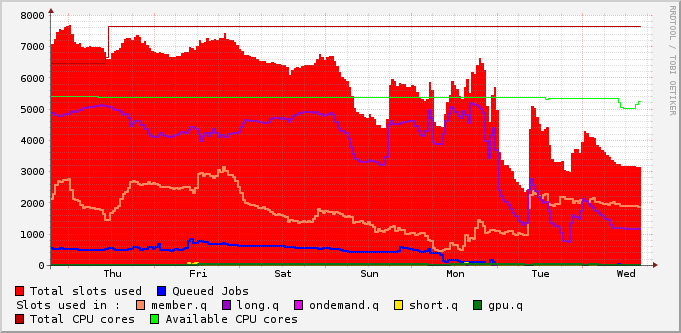 8000
7000
6000
5000
4000
3000
2000
1000
0
Thu Fri Sat Sun Mon Tue Wed
RRDTOOL / TOBI OETIKER
Total slots used Queued Jobs
Slots used in : member.q long.q ondemand.q short.q gpu.q
Total CPU cores Available CPU cores